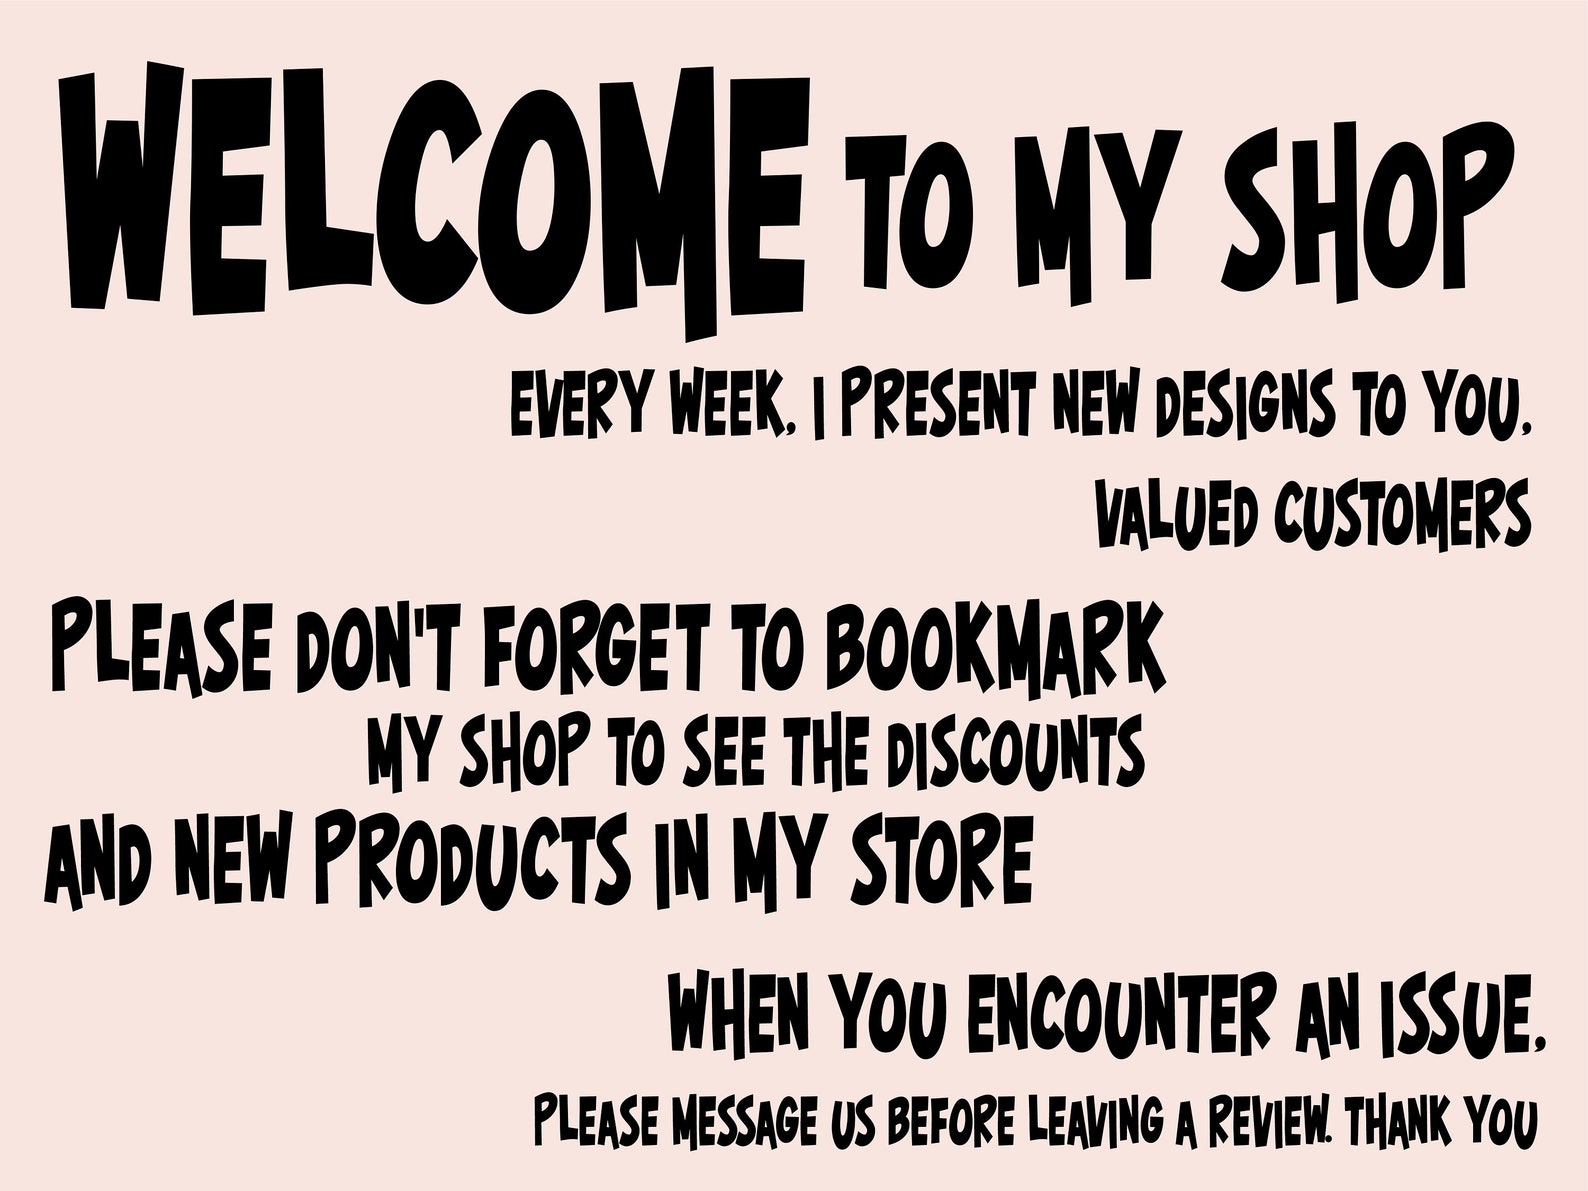 WELCOME TO MY SHOP
EVERY WEEK, I PRESENT NEW DESIGNS TO YOU,
VALUED CUSTOMERS
PLEASE DON'T FORGET TO BOOKMARK
MY SHOP TO SEE THE DISCOUNTS
AND NEW PRODUCTS IN MY STORE
WHEN YOU ENCOUNTER AN ISSUE,
PLEASE MESSAGE US BEFORE LEAVING A REVIEW. THANK YOU